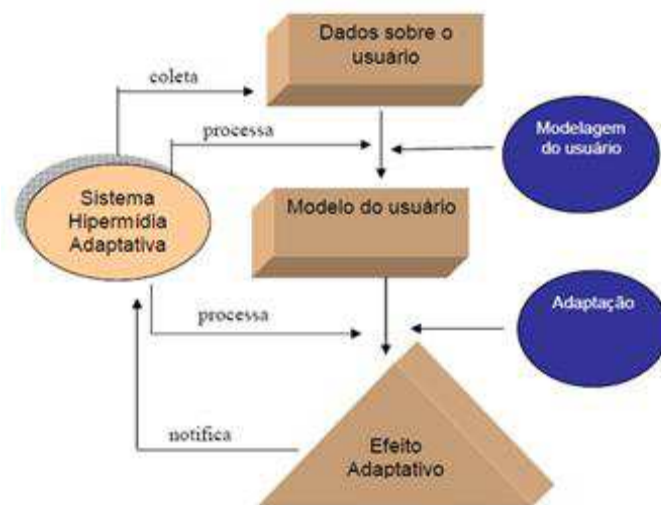 Dados sobre o
usuário
coleta
processa
Modelagem
do usuário
Sistema
Hipermídia
Adaptativa
Modelo do usuário
Adaptação
processa
notifica
Efeito
Adaptativo